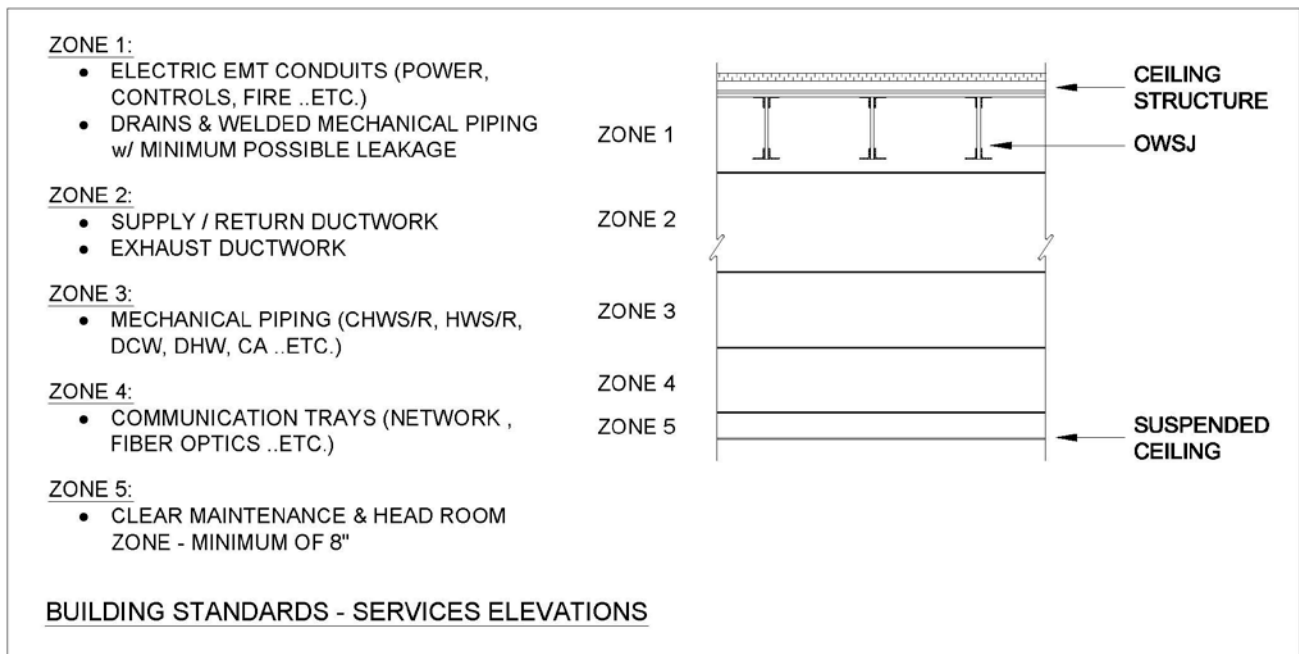 ZONE 1:
• ELECTRIC EMT CONDUITS (POWER,
CONTROLS, FIRE ..ETC.)
• DRAINS & WELDED MECHANICAL PIPING
w/ MINIMUM POSSIBLE LEAKAGE
ZONE 2:
• SUPPLY / RETURN DUCTWORK
• EXHAUST DUCTWORK
ZONE 3:
• MECHANICAL PIPING (CHWS/R, HWS/R,
DCW, DHW, CA ..ETC.)
ZONE 4:
• COMMUNICATION TRAYS (NETWORK ,
FIBER OPTICS ..ETC.)
ZONE 5:
• CLEAR MAINTENANCE & HEAD ROOM
ZONE - MINIMUM OF 8"
ZONE 1
ZONE 2
ZONE 3
ZONE 4
ZONE 5
CEILING
STRUCTURE
OWSJ
SUSPENDED
CEILING
BUILDING STANDARDS - SERVICES ELEVATIONS